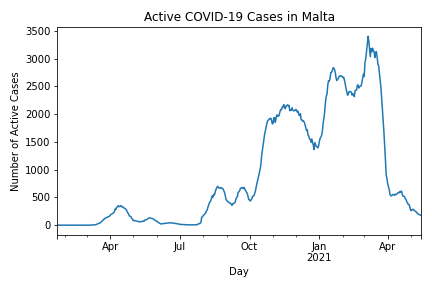 Active COVID-19 Cases in Malta
Number of Active Cases
3500
3000
2500
2000
1500
1000
500
0
Apr
Jul
Oct
Jan
2021
Apr
Day